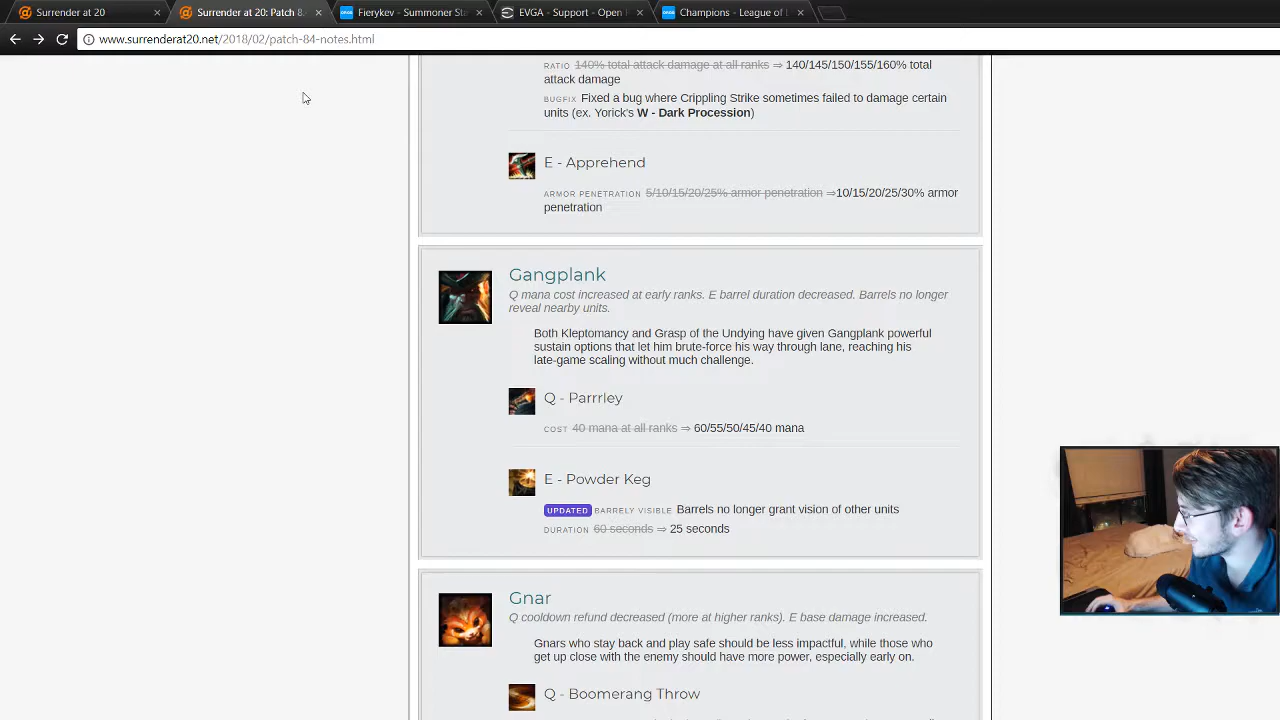 Surrender at 20
Surrender at 20: Patch 8.
Fierykev - Summoner Sta
EVGA - Support - Open
Champions - League of L
www.surrenderat20.net/2018/02/patch-84-notes.html
RATIO 140% total attack damage at all ranks ⇒ 140/145/150/155/160% total
attack damage
BUGFIX Fixed a bug where Crippling Strike sometimes failed to damage certain
units (ex. Yorick's W - Dark Procession)
E - Apprehend
ARMOR PENETRATION 5/10/15/20/25% armor penetration ⇒10/15/20/25/30% armor
penetration
Gangplank
Q mana cost increased at early ranks. E barrel duration decreased. Barrels no longer
reveal nearby units.
Both Kleptomancy and Grasp of the Undying have given Gangplank powerful
sustain options that let him brute-force his way through lane, reaching his
late-game scaling without much challenge.
Q - Parrrley
COST 40 mana at all ranks ⇒ 60/55/50/45/40 mana
E - Powder Keg
UPDATED BARRELY VISIBLE Barrels no longer grant vision of other units
DURATION 60 seconds ⇒ 25 seconds
Gnar
Q cooldown refund decreased (more at higher ranks). E base damage increased.
Gnars who stay back and play safe should be less impactful, while those who
get up close with the enemy should have more power, especially early on.
Q - Boomerang Throw